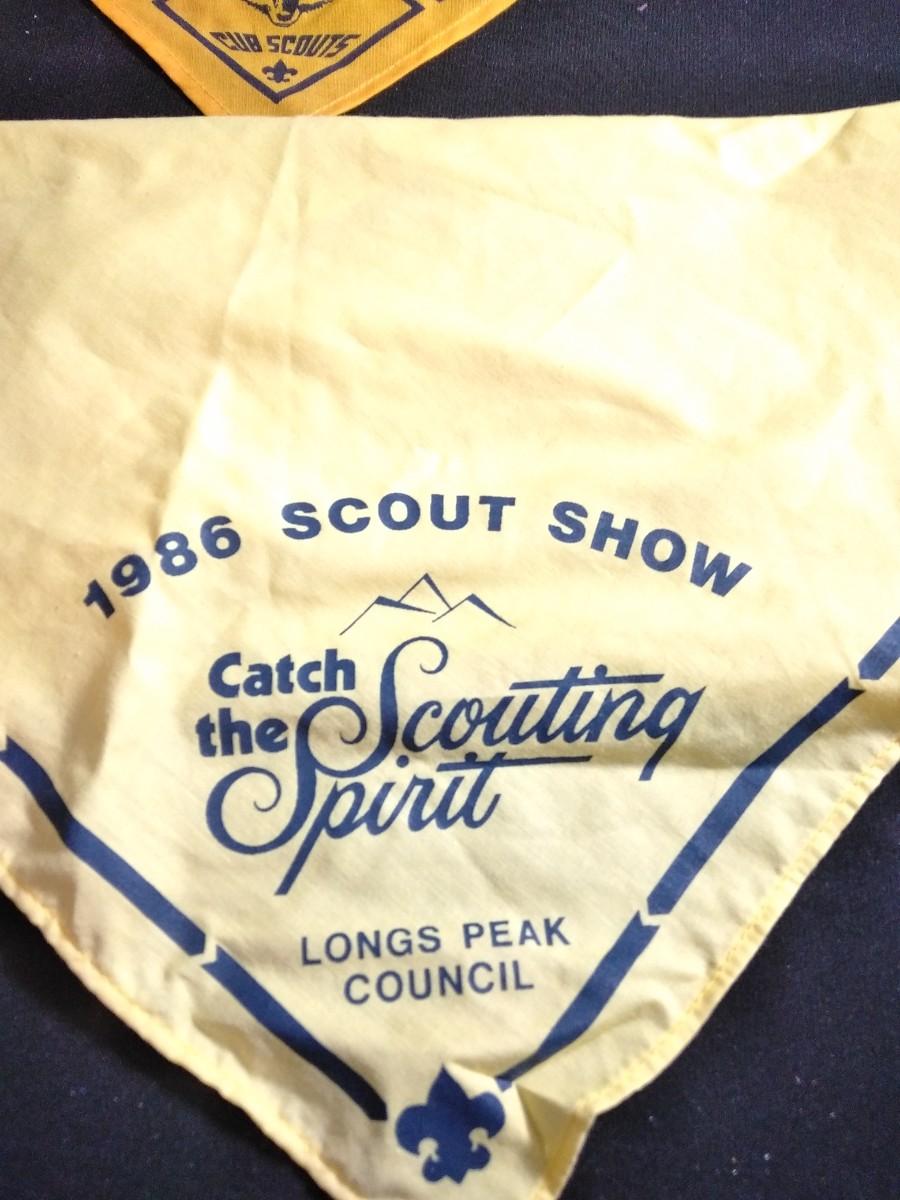 CUB SCOUTS
1986 SCOUT SHOW
Catch
the Scouting
Spirit
LONGS PEAK
COUNCIL